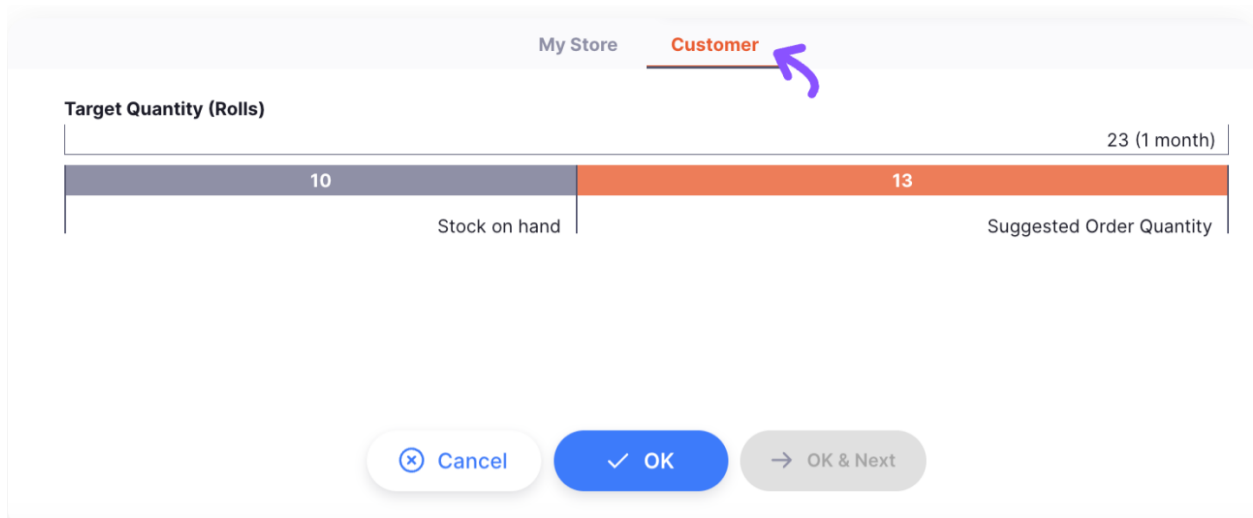 My Store Customer
Target Quantity (Rolls)
23 (1 month)
10 13
Stock on hand Suggested Order Quantity
Cancel OK OK & Next